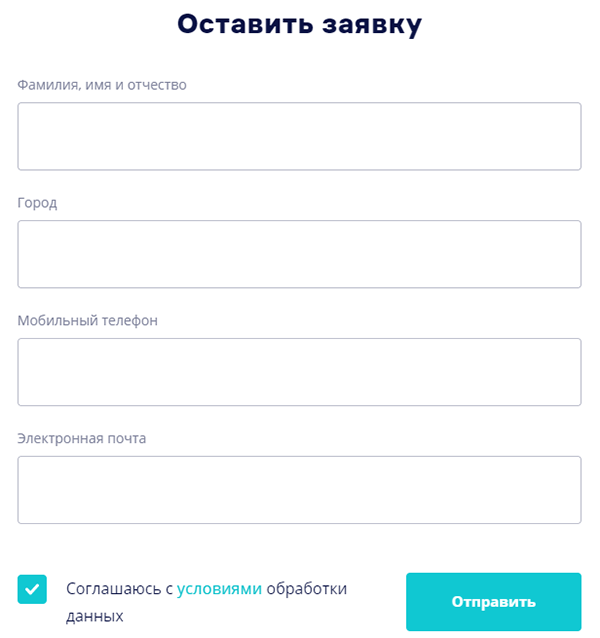 Оставить заявку
Фамилия, имя и отчество
Город
Мобильный телефон
Электронная почта
Соглашаюсь с условиями обработки
данных
Отправить